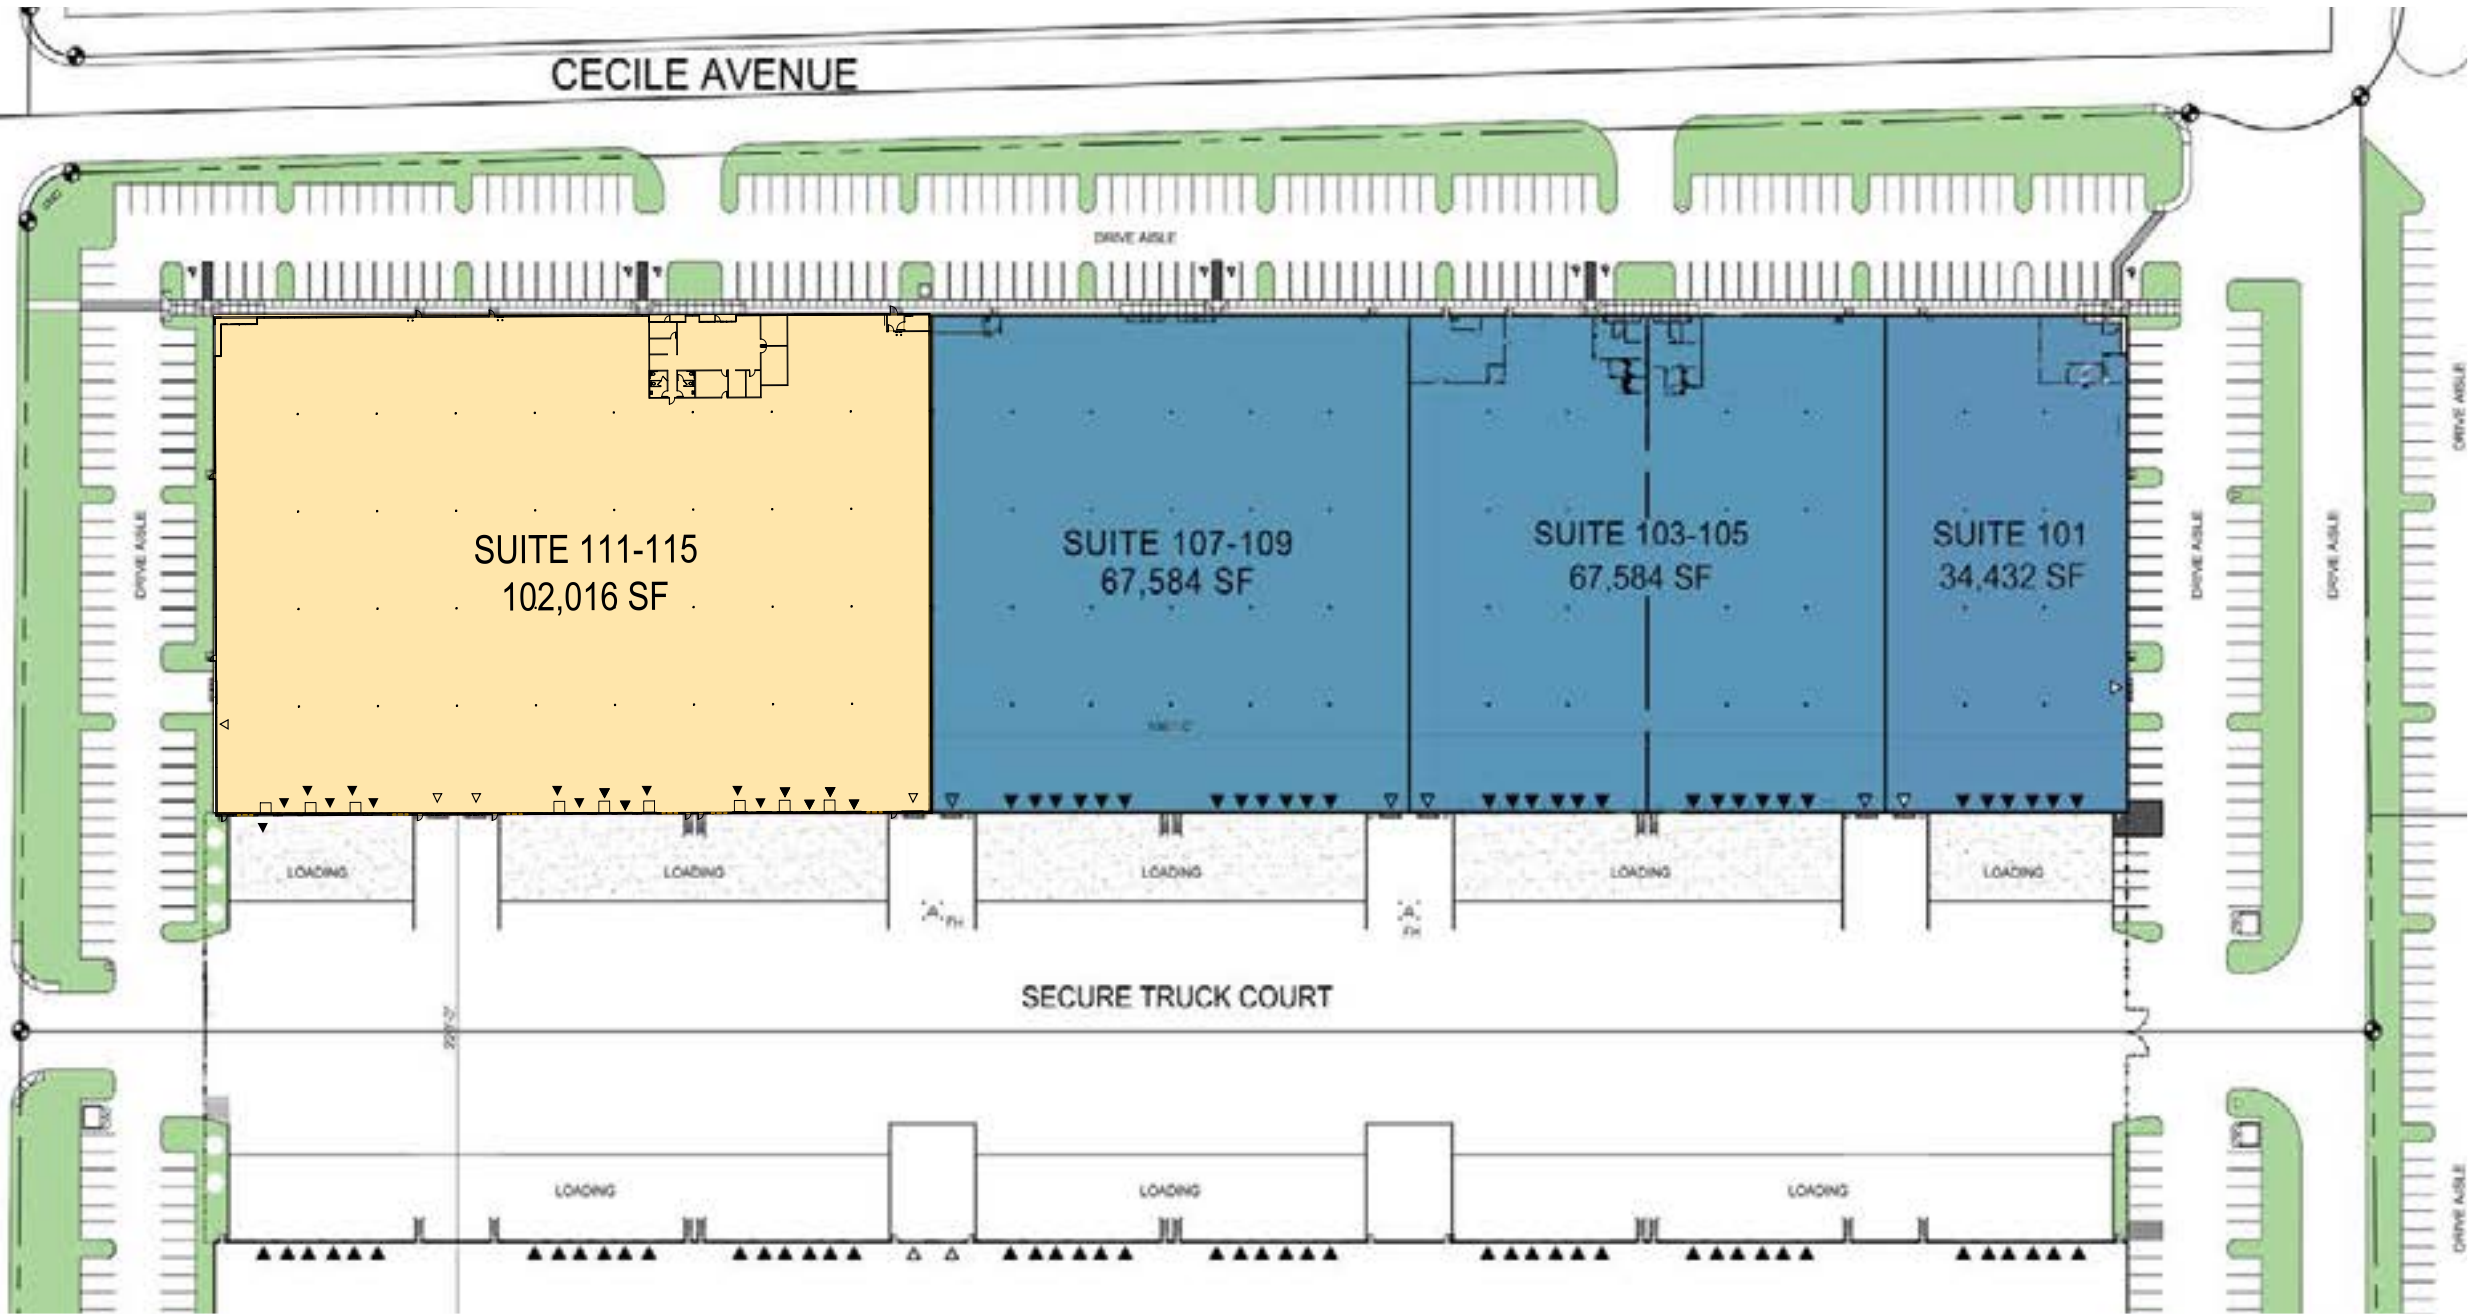 CECILE AVENUE
DRIVE AISLE
DRIVE AISLE
SUITE 111-115
102,016 SF
SUITE 107-109
67,584 SF
SUITE 103-105
67,584 SF
SUITE 101
34,432 SF
DRIVE AISLE
DRIVE AISLE
DRIVE AISLE
LOADING
LOADING
LOADING
LOADING
LOADING
FH
FH
SECURE TRUCK COURT
LOADING
LOADING
LOADING
DRIVE AISLE